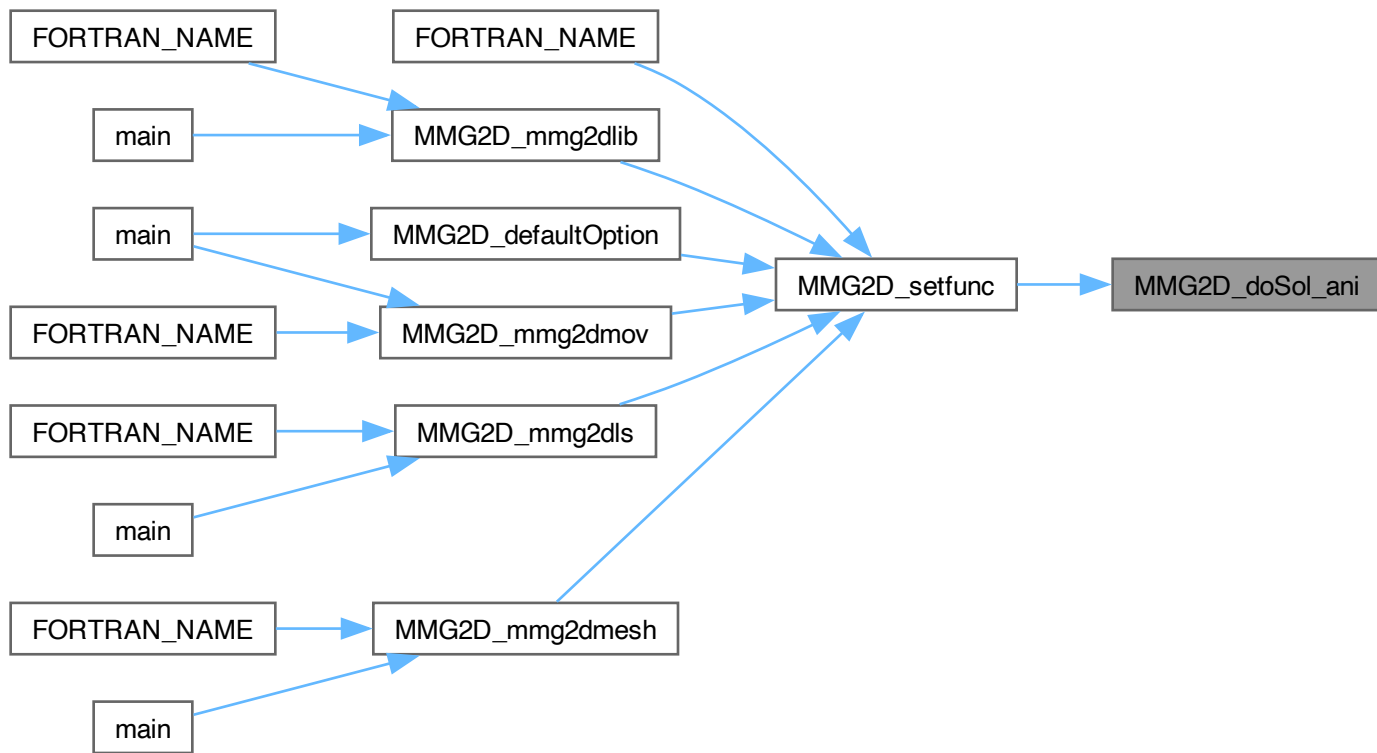 FORTRAN_NAME
FORTRAN_NAME
main
MMG2D_mmg2dlib
main
MMG2D_defaultOption
MMG2D_setfunc
MMG2D_doSol_ani
FORTRAN_NAME
MMG2D_mmg2dmov
FORTRAN_NAME
MMG2D_mmg2dls
main
FORTRAN_NAME
MMG2D_mmg2dmesh
main